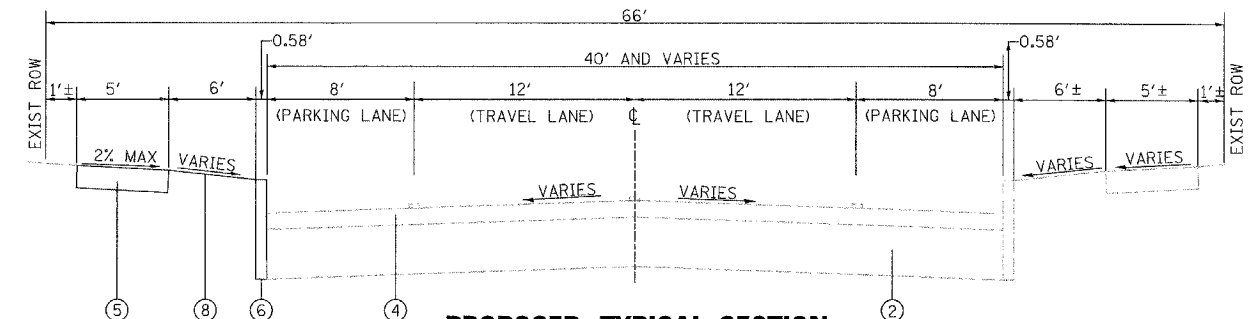 66'
0.58' 0.58'
40' AND VARIES
EXIST ROW 1'± 5' 6' 8' 12' 12' 8' 6'± 5'± 1'± EXIST ROW
(PARKING LANE) (TRAVEL LANE) ℄ (TRAVEL LANE) (PARKING LANE)
2% MAX VARIES VARIES VARIES VARIES VARIES
5 8 6 4 2
PROPOSED TYPICAL SECTION